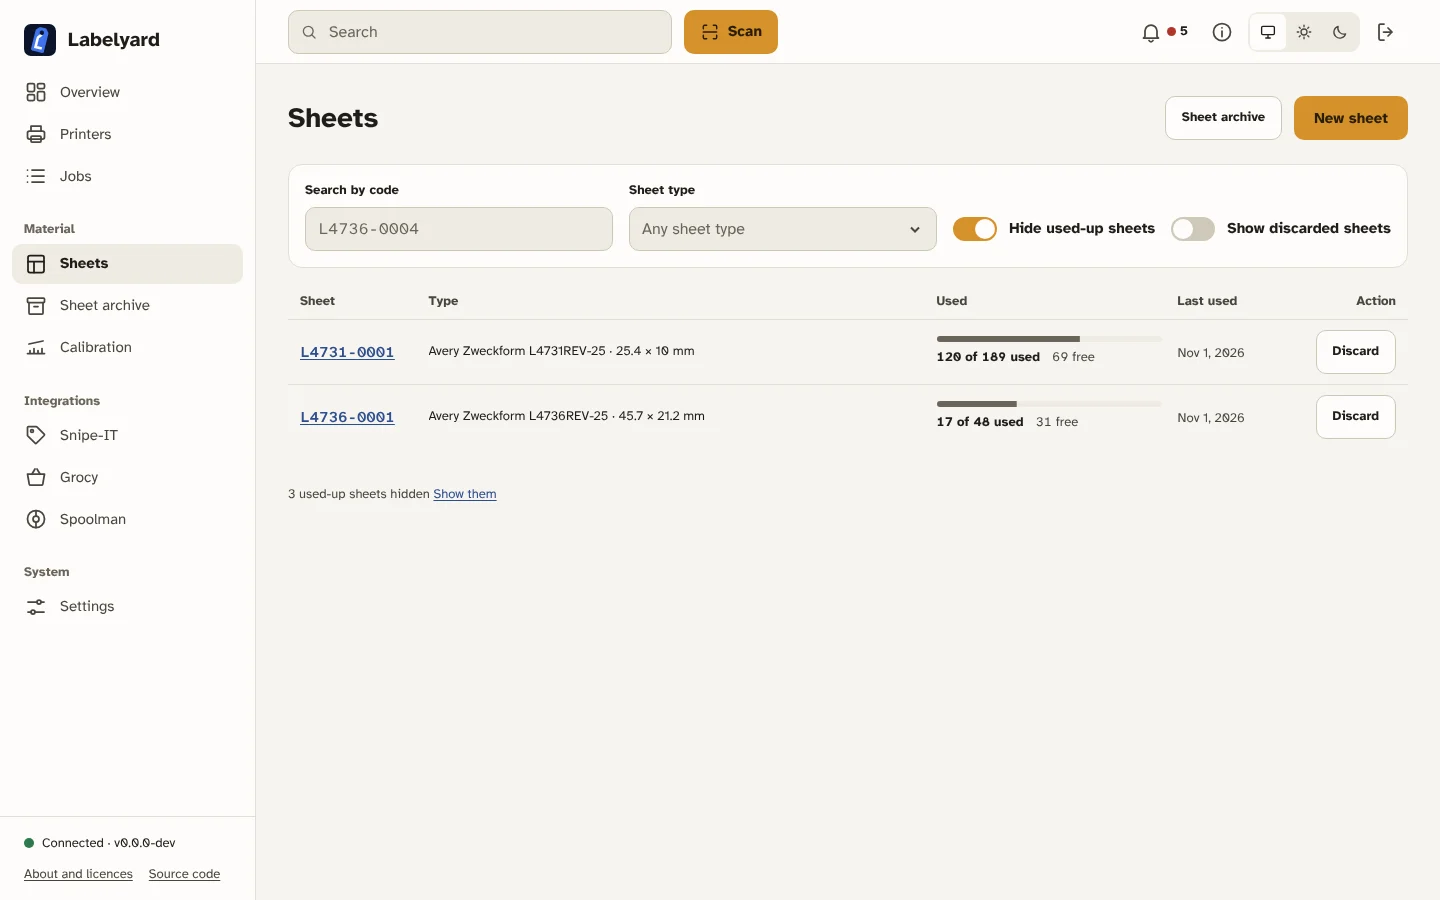 Labelyard
Overview
Printers
Jobs
Material
Sheets
Sheet archive
Calibration
Integrations
Snipe-IT
Grocy
Spoolman
System
Settings
Connected · v0.0.0-dev
About and licences Source code
Search
Scan
5
Sheets
Sheet archive
New sheet
Search by code
L4736-0004
Sheet type
Any sheet type
Hide used-up sheets
Show discarded sheets
Sheet Type Used Last used Action
L4731-0001 Avery Zweckform L4731REV-25 · 25.4 × 10 mm 120 of 189 used 69 free Nov 1, 2026 Discard
L4736-0001 Avery Zweckform L4736REV-25 · 45.7 × 21.2 mm 17 of 48 used 31 free Nov 1, 2026 Discard
3 used-up sheets hidden Show them